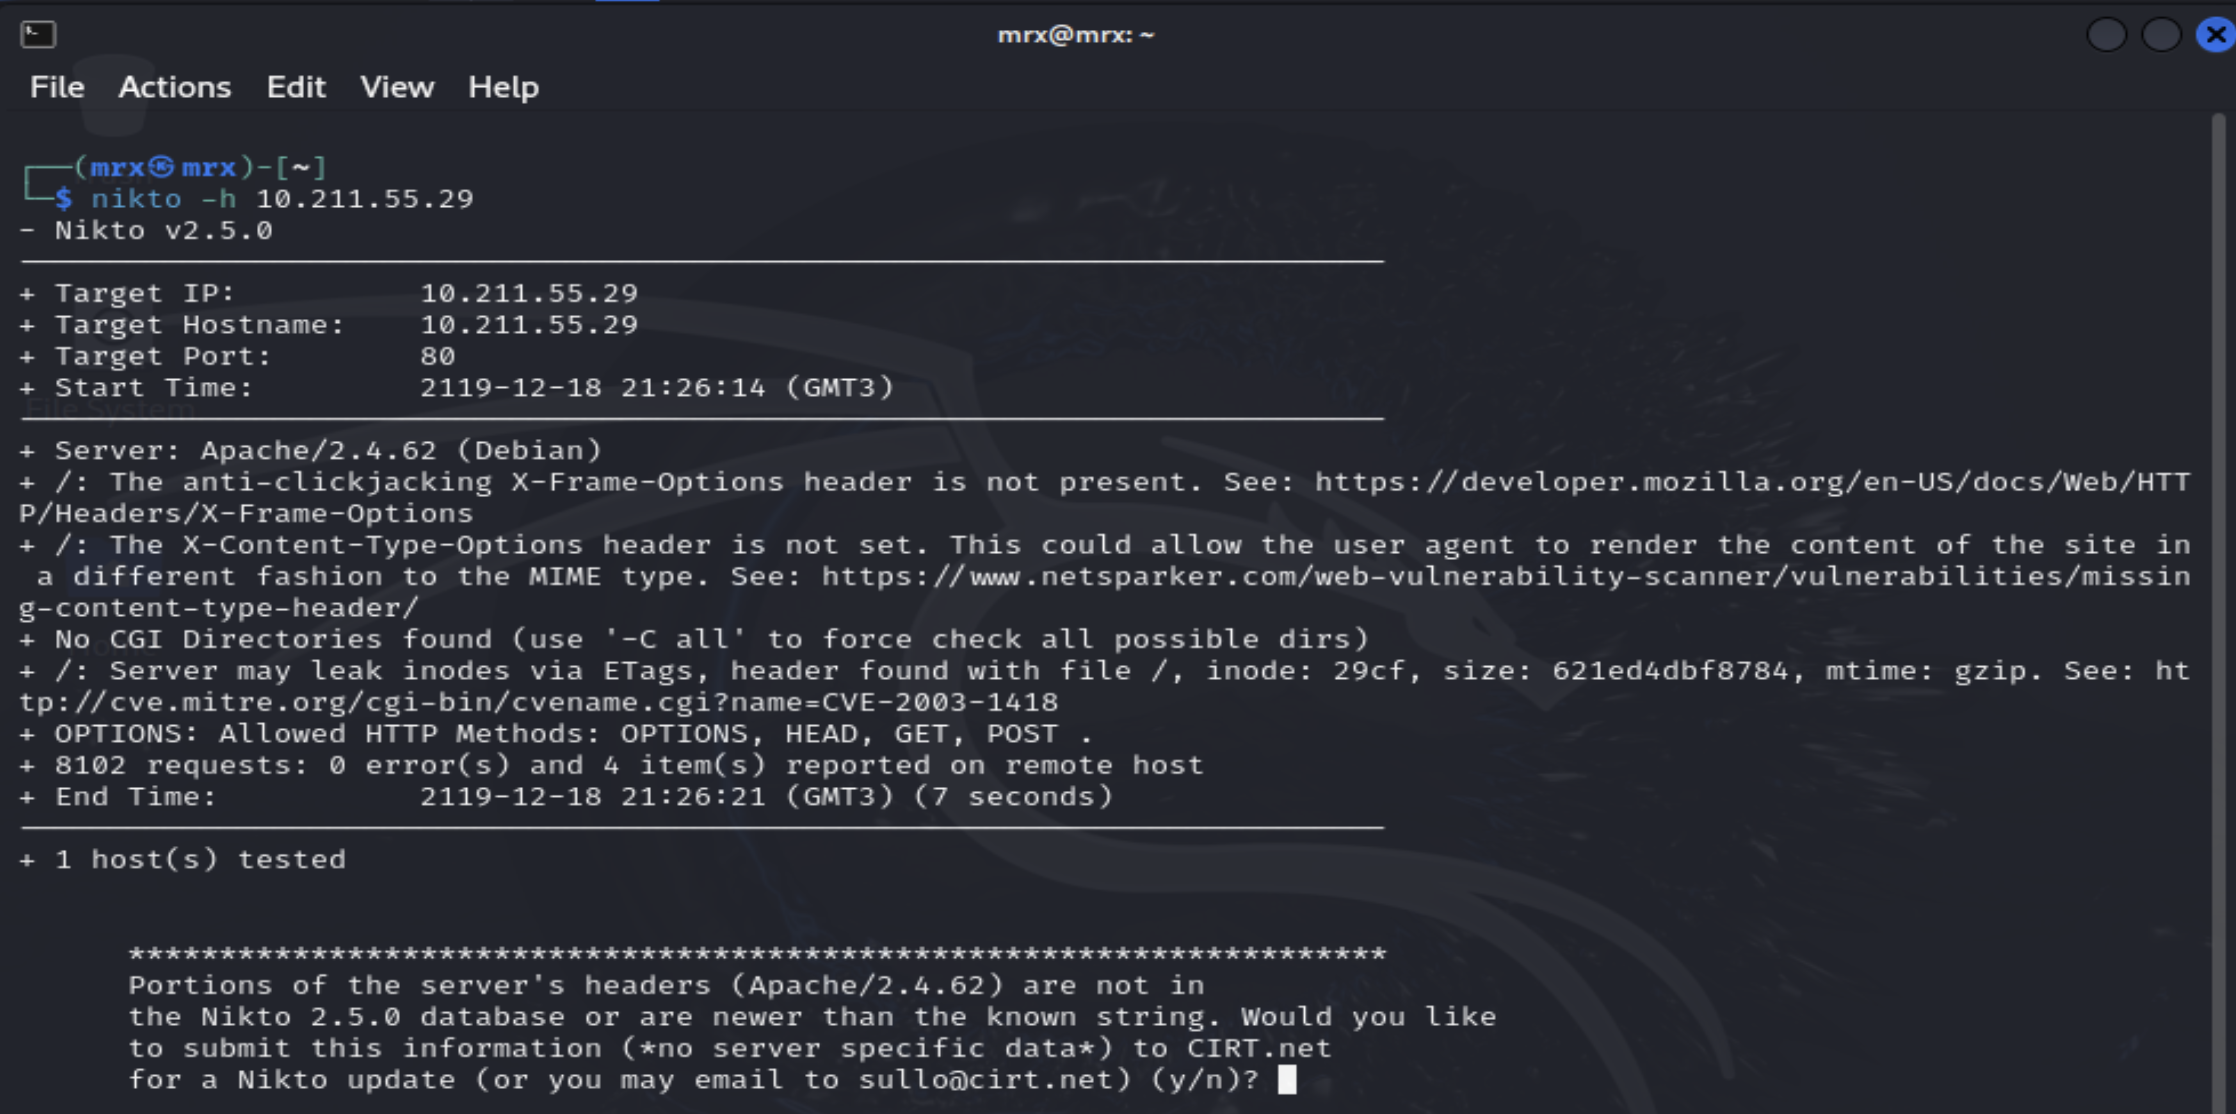 mrx@mrx: ~
File Actions Edit View Help
┌──(mrx㉿mrx)-[~]
└─$ nikto -h 10.211.55.29
- Nikto v2.5.0
+ Target IP: 10.211.55.29
+ Target Hostname: 10.211.55.29
+ Target Port: 80
+ Start Time: 2119-12-18 21:26:14 (GMT3)
File System
+ Server: Apache/2.4.62 (Debian)
+ /: The anti-clickjacking X-Frame-Options header is not present. See: https://developer.mozilla.org/en-US/docs/Web/HTT
P/Headers/X-Frame-Options
+ /: The X-Content-Type-Options header is not set. This could allow the user agent to render the content of the site in
a different fashion to the MIME type. See: https://www.netsparker.com/web-vulnerability-scanner/vulnerabilities/missin
g-content-type-header/
+ No CGI Directories found (use '-C all' to force check all possible dirs)
+ /: Server may leak inodes via ETags, header found with file /, inode: 29cf, size: 621ed4dbf8784, mtime: gzip. See: ht
tp://cve.mitre.org/cgi-bin/cvename.cgi?name=CVE-2003-1418
+ OPTIONS: Allowed HTTP Methods: OPTIONS, HEAD, GET, POST .
+ 8102 requests: 0 error(s) and 4 item(s) reported on remote host
+ End Time: 2119-12-18 21:26:21 (GMT3) (7 seconds)
+ 1 host(s) tested
*********************************************************************
Portions of the server's headers (Apache/2.4.62) are not in
the Nikto 2.5.0 database or are newer than the known string. Would you like
to submit this information (*no server specific data*) to CIRT.net
for a Nikto update (or you may email to sullo@cirt.net) (y/n)?